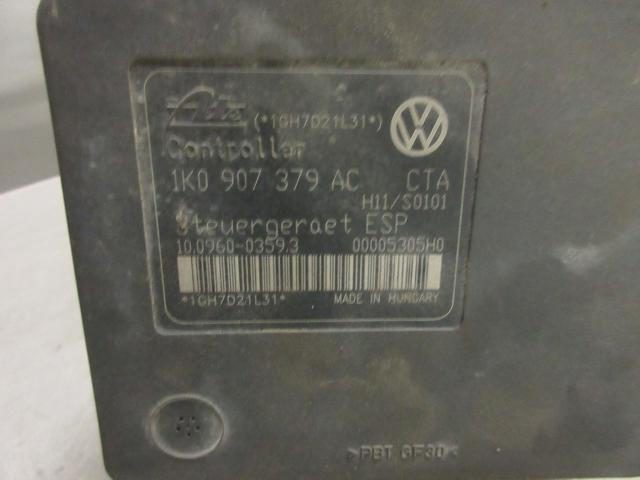 Ate (*1GH7D21L31*)
Controller
1K0 907 379 AC CTA
H11/S0101
Steuergeraet ESP
10.0960-0359.3 00005305H0
*1GH7D21L31* MADE IN HUNGARY
>PBT GF30<